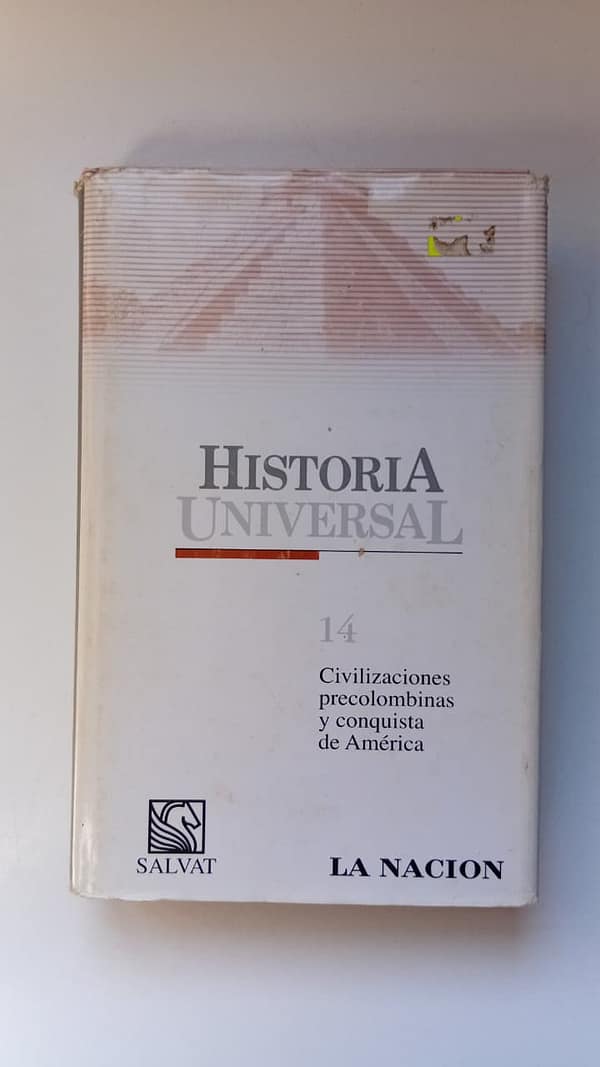 HISTORIA
UNIVERSAL
14
Civilizaciones
precolombinas
y conquista
de América
SALVAT
LA NACION